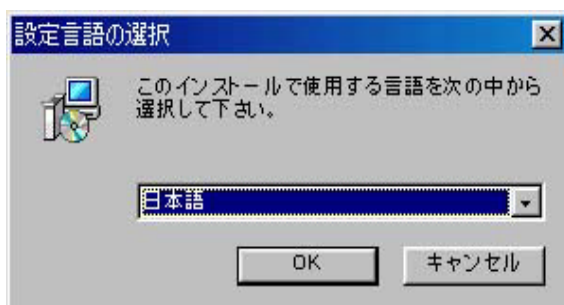 設定言語の選択
このインストールで使用する言語を次の中から
選択して下さい。
日本語
OK
キャンセル